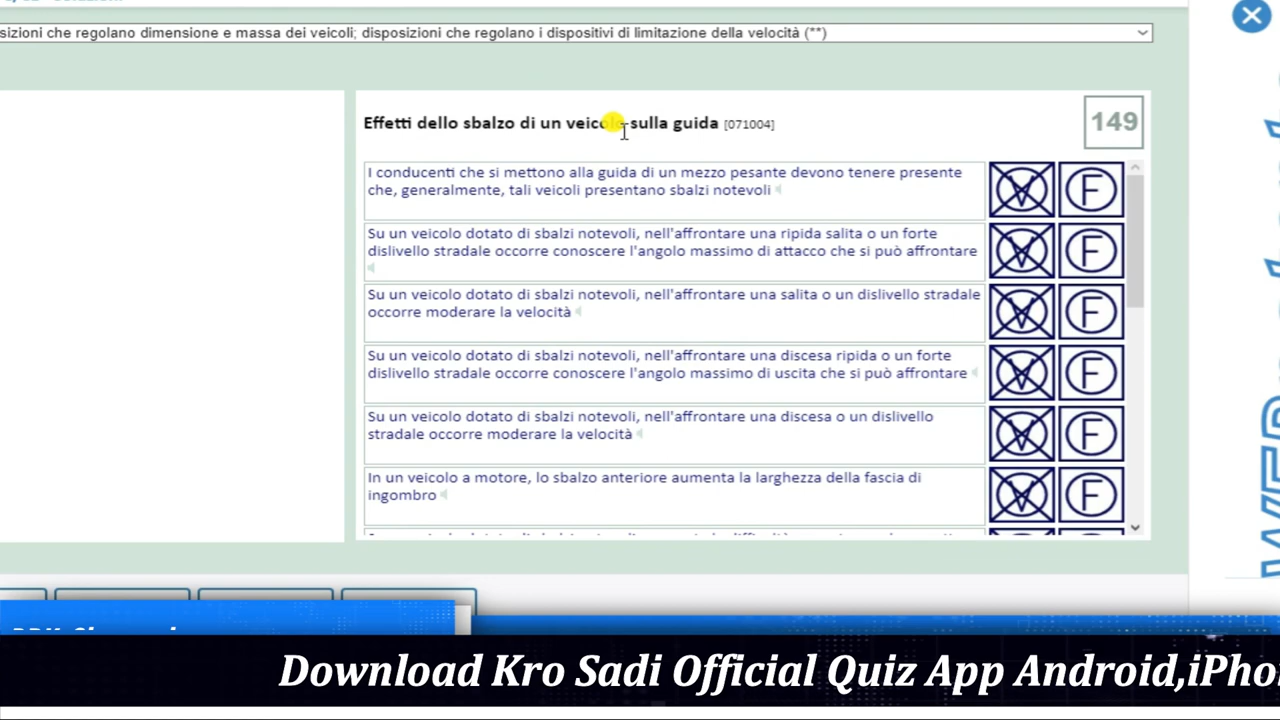 sizioni che regolano dimensione e massa dei veicoli; disposizioni che regolano i dispositivi di limitazione della velocità (**)
Effetti dello sbalzo di un veicolo sulla guida [071004]
149
I conducenti che si mettono alla guida di un mezzo pesante devono tenere presente
che, generalmente, tali veicoli presentano sbalzi notevoli
V F
Su un veicolo dotato di sbalzi notevoli, nell'affrontare una ripida salita o un forte
dislivello stradale occorre conoscere l'angolo massimo di attacco che si può affrontare
V F
Su un veicolo dotato di sbalzi notevoli, nell'affrontare una salita o un dislivello stradale
occorre moderare la velocità
V F
Su un veicolo dotato di sbalzi notevoli, nell'affrontare una discesa ripida o un forte
dislivello stradale occorre conoscere l'angolo massimo di uscita che si può affrontare
V F
Su un veicolo dotato di sbalzi notevoli, nell'affrontare una discesa o un dislivello
stradale occorre moderare la velocità
V F
In un veicolo a motore, lo sbalzo anteriore aumenta la larghezza della fascia di
ingombro
V F
Download Kro Sadi Official Quiz App Android,iPho